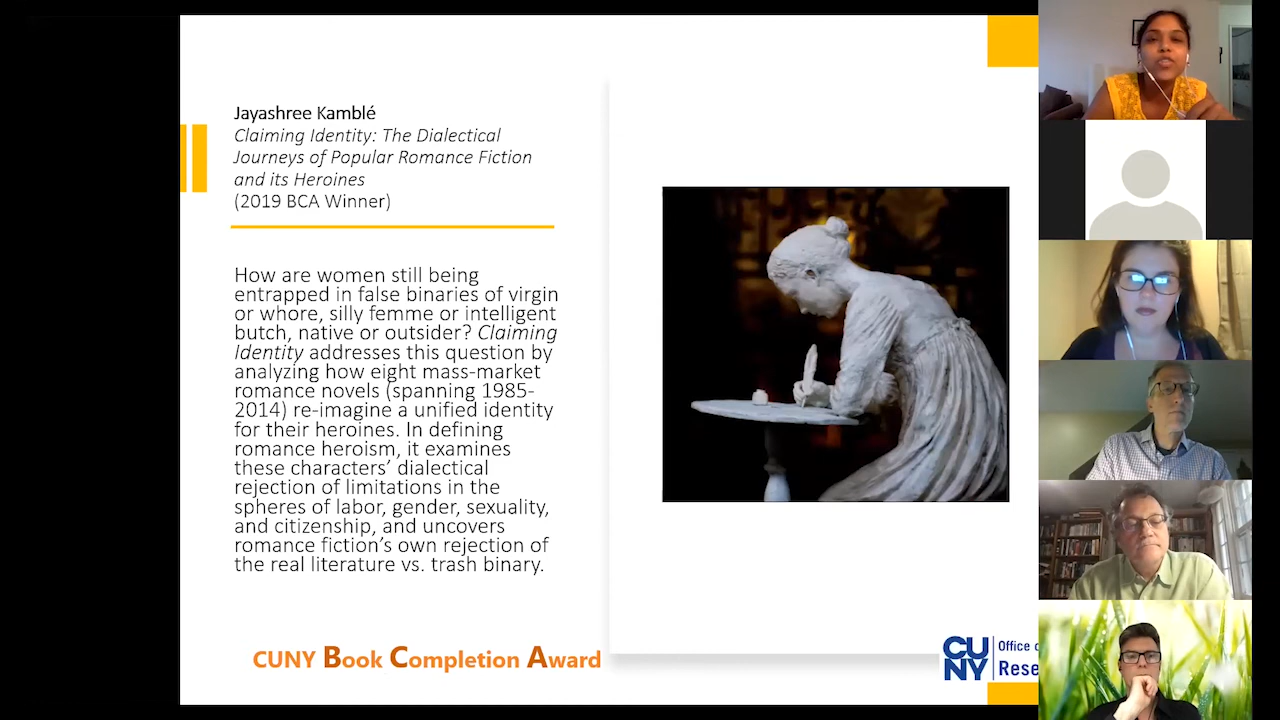 Jayashree Kamblé
Claiming Identity: The Dialectical
Journeys of Popular Romance Fiction
and its Heroines
(2019 BCA Winner)
How are women still being
entrapped in false binaries of virgin
or whore, silly femme or intelligent
butch, native or outsider? Claiming
Identity addresses this question by
analyzing how eight mass-market
romance novels (spanning 1985-
2014) re-imagine a unified identity
for their heroines. In defining
romance heroism, it examines
these characters’ dialectical
rejection of limitations in the
spheres of labor, gender, sexuality,
and citizenship, and uncovers
romance fiction’s own rejection of
the real literature vs. trash binary.
CUNY Book Completion Award
CU
NY
Office